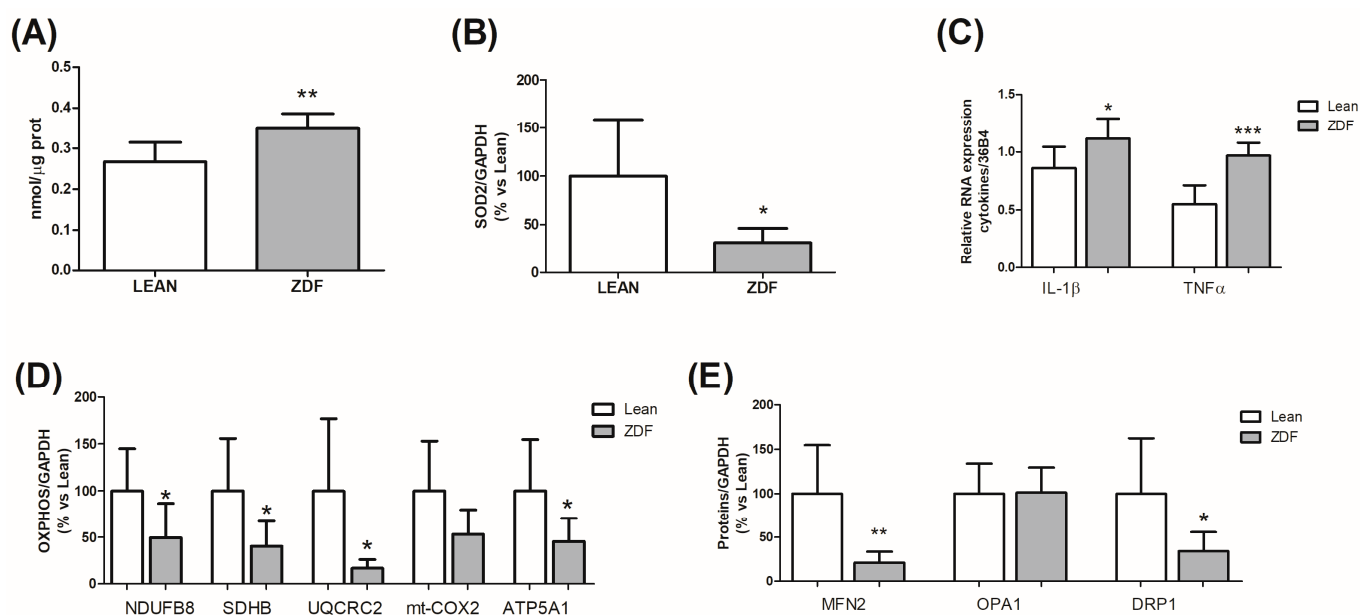 (A)
nmol/μg prot
0.5
0.4
0.3
0.2
0.1
0.0
**
LEAN ZDF
(B)
SOD2/GAPDH
(% vs Lean)
200
150
100
50
0
*
LEAN ZDF
(C)
Relative RNA expression
cytokines/36B4
1.5
1.0
0.5
0.0
* ***
IL-1β TNFα
Lean
ZDF
(D)
OXPHOS/GAPDH
(% vs Lean)
200
150
100
50
0
* * * *
NDUFB8 SDHB UQCRC2 mt-COX2 ATP5A1
Lean
ZDF
(E)
Proteins/GAPDH
(% vs Lean)
200
150
100
50
0
** *
MFN2 OPA1 DRP1
Lean
ZDF